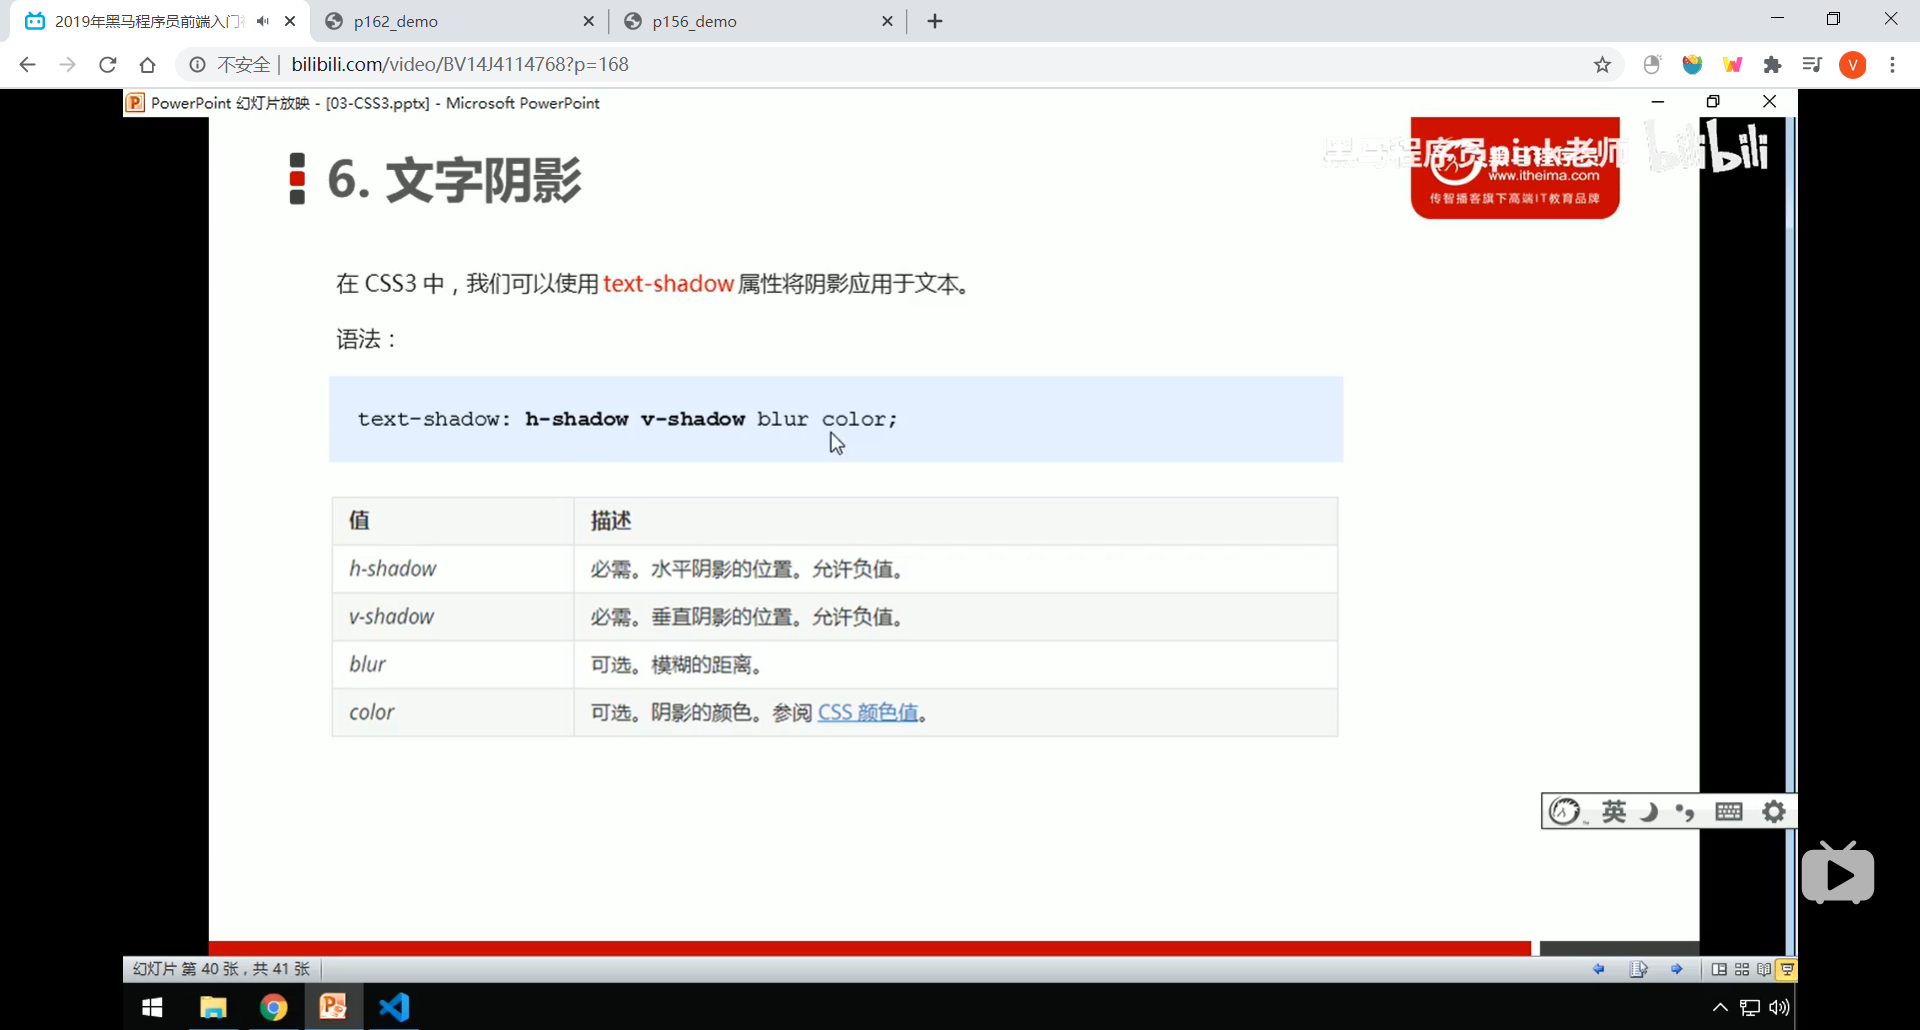 2019年黑马程序员前端入门
p162_demo
p156_demo
不安全
bilibili.com/video/BV14J4114768?p=168
V
PowerPoint 幻灯片放映 - [03-CSS3.pptx] - Microsoft PowerPoint
黑马程序员pink老师
bilibili
www.itheima.com
传智播客旗下高端IT教育品牌
6. 文字阴影
在 CSS3 中，我们可以使用 text-shadow 属性将阴影应用于文本。
语法：
text-shadow: h-shadow v-shadow blur color;
值 描述
h-shadow 必需。水平阴影的位置。允许负值。
v-shadow 必需。垂直阴影的位置。允许负值。
blur 可选。模糊的距离。
color 可选。阴影的颜色。参阅 CSS 颜色值。
英
幻灯片 第 40 张，共 41 张